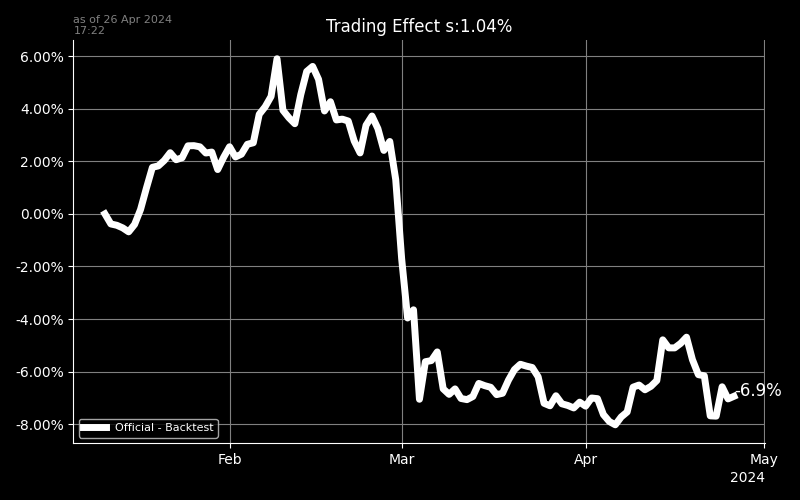 as of 26 Apr 2024
17:22
Trading Effect s:1.04%
6.00%
4.00%
2.00%
0.00%
-2.00%
-4.00%
-6.00%
-8.00%
-6.9%
Official - Backtest
Feb Mar Apr May
2024